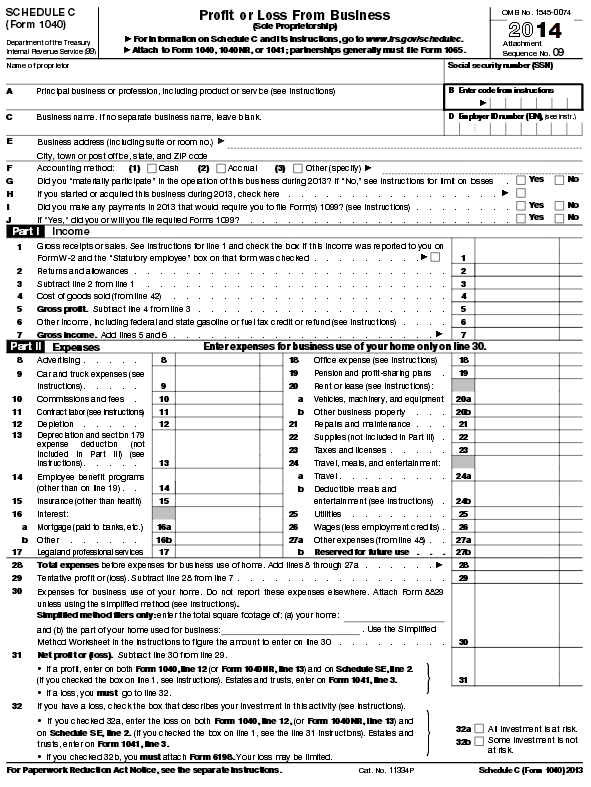 SCHEDULE C
(Form 1040)
Department of the Treasury
Internal Revenue Service (99)
Profit or Loss From Business
(Sole Proprietorship)
▶ For information on Schedule C and its instructions, go to www.irs.gov/schedulec.
▶ Attach to Form 1040, 1040NR, or 1041; partnerships generally must file Form 1065.
OMB No. 1545-0074
2014
Attachment
Sequence No. 09
Name of proprietor
Social security number (SSN)
A Principal business or profession, including product or service (see instructions)
B Enter code from instructions
▶
C Business name. If no separate business name, leave blank.
D Employer ID number (EIN), (see instr.)
E Business address (including suite or room no.) ▶
City, town or post office, state, and ZIP code
F Accounting method: (1) Cash (2) Accrual (3) Other (specify) ▶
G Did you "materially participate" in the operation of this business during 2013? If "No," see instructions for limit on losses . Yes No
H If you started or acquired this business during 2013, check here . . . . . . . . . . ▶
I Did you make any payments in 2013 that would require you to file Form(s) 1099? (see instructions) . . . . . . Yes No
J If "Yes," did you or will you file required Forms 1099? . . . . . . . . . . Yes No
Part I Income
1 Gross receipts or sales. See instructions for line 1 and check the box if this income was reported to you on
Form W-2 and the "Statutory employee" box on that form was checked . . . . . . . . ▶ 1
2 Returns and allowances . . . . . . . . . . 2
3 Subtract line 2 from line 1 . . . . . . . . . . 3
4 Cost of goods sold (from line 42) . . . . . . . . . . 4
5 Gross profit. Subtract line 4 from line 3 . . . . . . . . . . 5
6 Other income, including federal and state gasoline or fuel tax credit or refund (see instructions) . . . . 6
7 Gross income. Add lines 5 and 6 . . . . . . . . . . ▶ 7
Part II Expenses Enter expenses for business use of your home only on line 30.
8 Advertising . . . . . 8
9 Car and truck expenses (see
instructions) . . . . . 9
10 Commissions and fees . 10
11 Contract labor (see instructions) 11
12 Depletion . . . . . 12
13 Depreciation and section 179
expense deduction (not
included in Part III) (see
instructions) . . . . . 13
14 Employee benefit programs
(other than on line 19) . . 14
15 Insurance (other than health) 15
16 Interest:
a Mortgage (paid to banks, etc.) 16a
b Other . . . . . . 16b
17 Legal and professional services 17
18 Office expense (see instructions) 18
19 Pension and profit-sharing plans . 19
20 Rent or lease (see instructions):
a Vehicles, machinery, and equipment 20a
b Other business property . . . 20b
21 Repairs and maintenance . . . 21
22 Supplies (not included in Part III) . 22
23 Taxes and licenses . . . . . 23
24 Travel, meals, and entertainment:
a Travel . . . . . . . . . 24a
b Deductible meals and
entertainment (see instructions) . 24b
25 Utilities . . . . . . . . 25
26 Wages (less employment credits) . 26
27a Other expenses (from line 48) . . 27a
b Reserved for future use . . . 27b
28 Total expenses before expenses for business use of home. Add lines 8 through 27a . . . . . . ▶ 28
29 Tentative profit or (loss). Subtract line 28 from line 7 . . . . . . . . . . 29
30 Expenses for business use of your home. Do not report these expenses elsewhere. Attach Form 8829
unless using the simplified method (see instructions).
Simplified method filers only: enter the total square footage of: (a) your home:
and (b) the part of your home used for business: . Use the Simplified
Method Worksheet in the instructions to figure the amount to enter on line 30 . . . . . . . . 30
31 Net profit or (loss). Subtract line 30 from line 29.
• If a profit, enter on both Form 1040, line 12 (or Form 1040NR, line 13) and on Schedule SE, line 2.
(If you checked the box on line 1, see instructions). Estates and trusts, enter on Form 1041, line 3. 31
• If a loss, you must go to line 32.
32 If you have a loss, check the box that describes your investment in this activity (see instructions).
• If you checked 32a, enter the loss on both Form 1040, line 12, (or Form 1040NR, line 13) and
on Schedule SE, line 2. (If you checked the box on line 1, see the line 31 instructions). Estates and
trusts, enter on Form 1041, line 3.
• If you checked 32b, you must attach Form 6198. Your loss may be limited.
32a All investment is at risk.
32b Some investment is not
at risk.
For Paperwork Reduction Act Notice, see the separate instructions. Cat. No. 11334P Schedule C (Form 1040) 2013